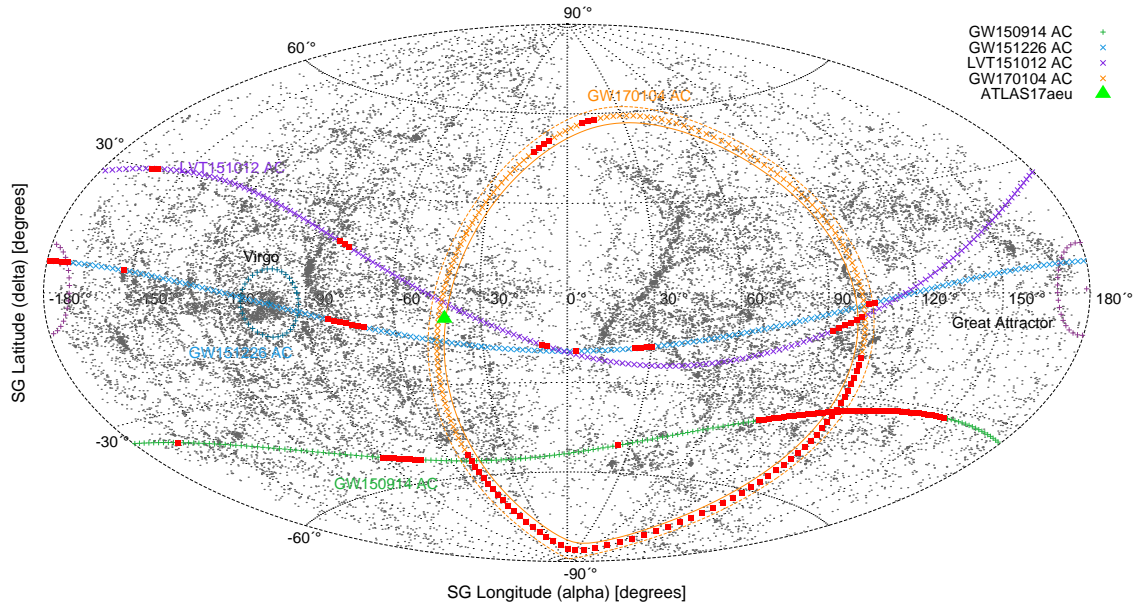 90´°
GW150914 AC
GW151226 AC
LVT151012 AC
GW170104 AC
ATLAS17aeu
60´°
GW170104 AC
30´°
LVT151012 AC
Virgo
-180´° -150´° -90´° -60´° -30´° 0´° 30´° 60´° 90´° 120´° 150´° 180´°
Great Attractor
GW151226 AC
-30´°
GW150914 AC
-60´°
-90´°
SG Longitude (alpha) [degrees]
SG Latitude (delta) [degrees]